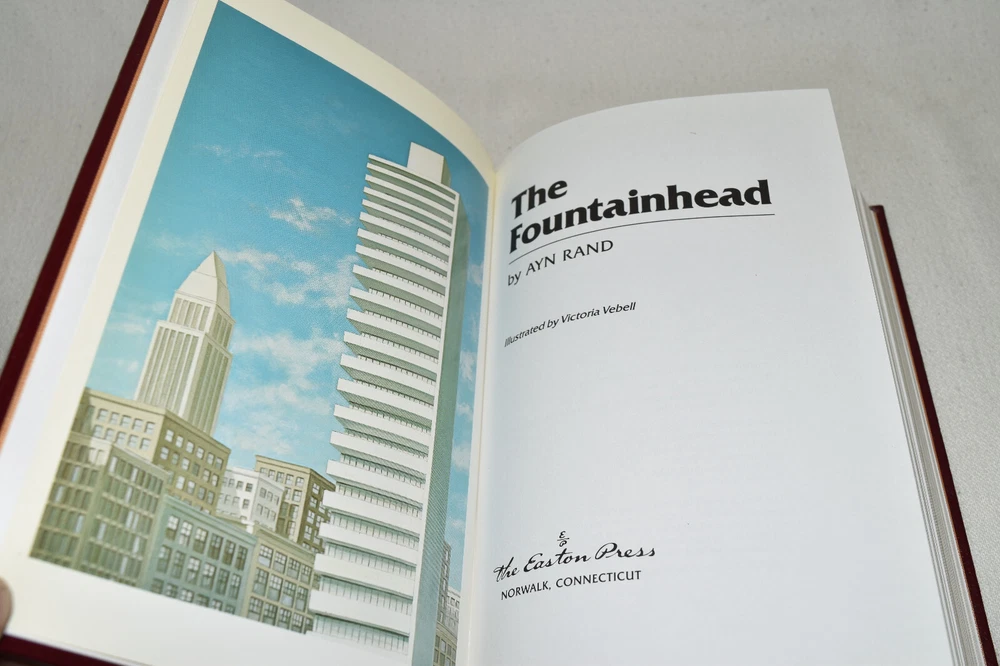 The
Fountainhead
by AYN RAND
Illustrated by Victoria Vebell
E
P
the Easton Press
NORWALK, CONNECTICUT